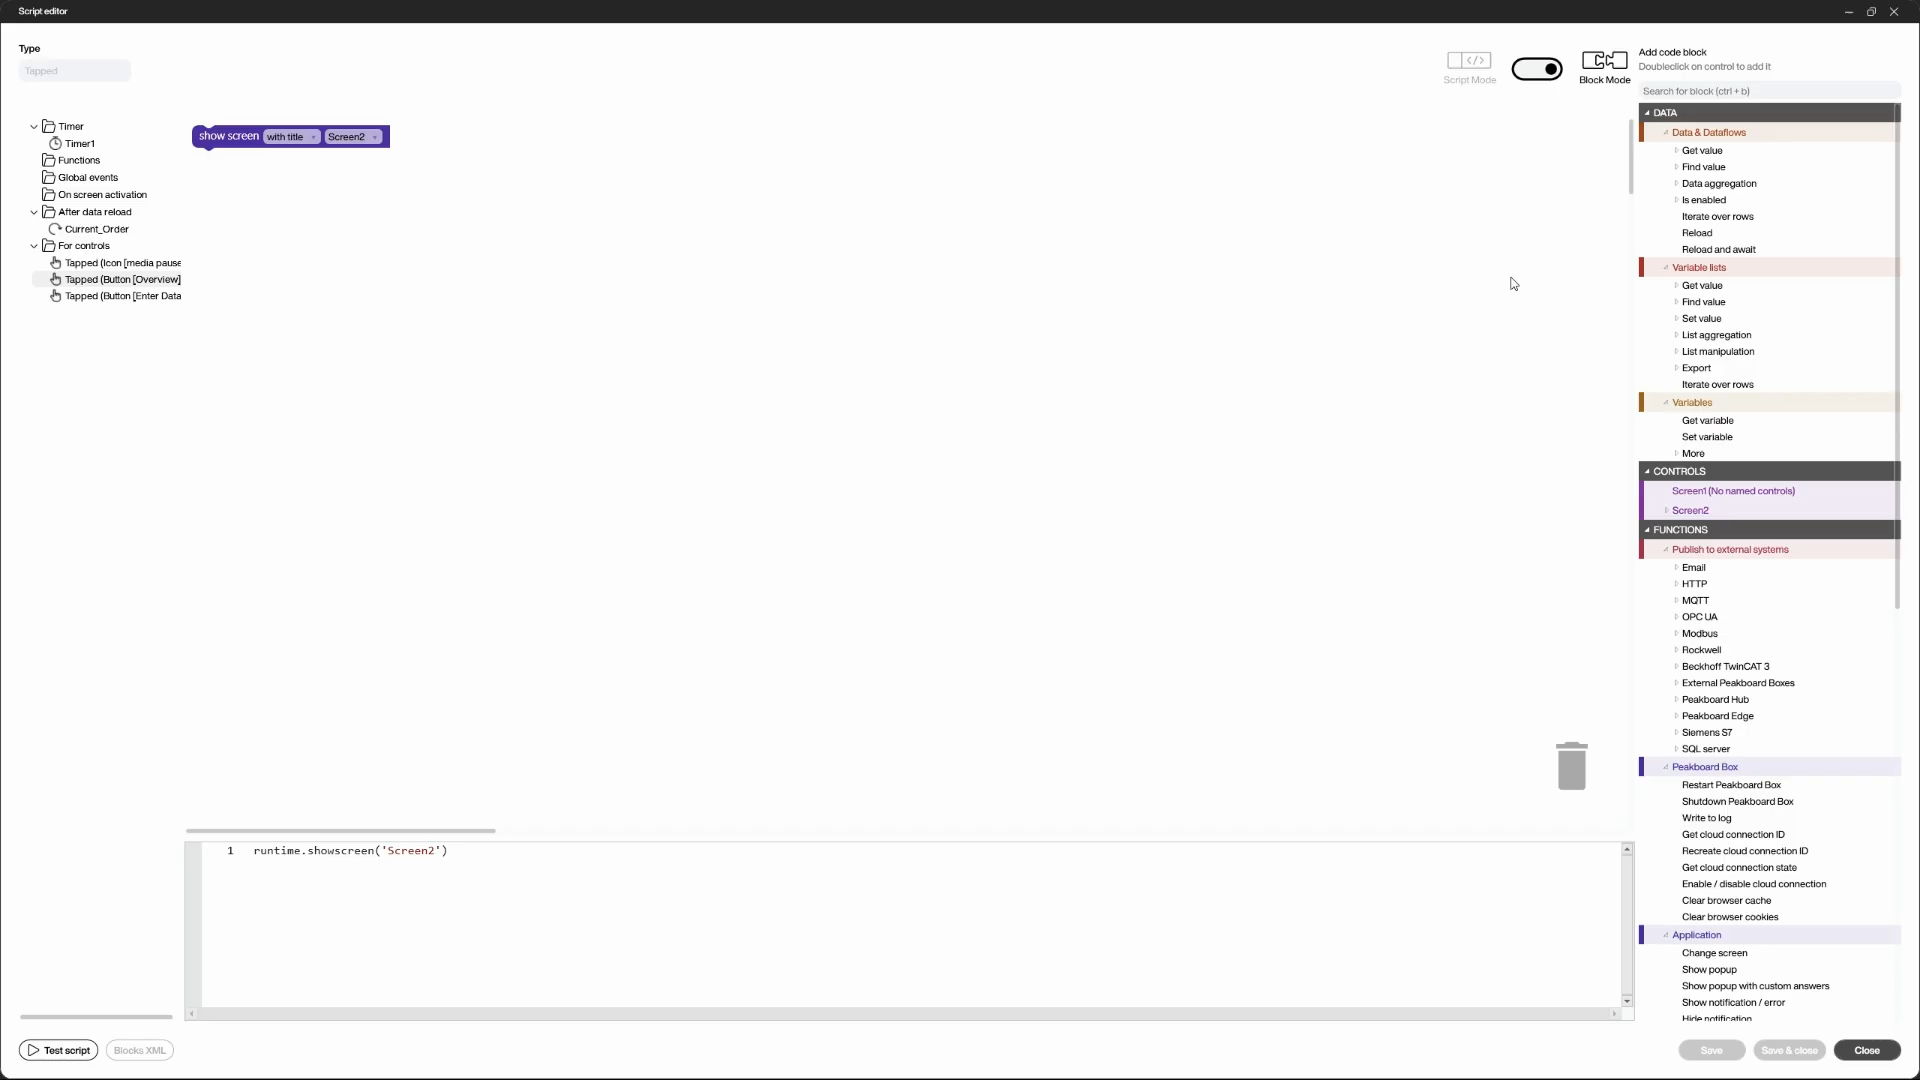 Script editor
Type
Tapped
Timer
Timer1
Functions
Global events
On screen activation
After data reload
Current_Order
For controls
Tapped (Icon [media pause
Tapped (Button [Overview]
Tapped (Button [Enter Data
show screen with title Screen2
Script Mode
Block Mode
1 runtime.showscreen('Screen2')
Test script
Blocks XML
Add code block
Doubleclick on control to add it
Search for block (ctrl + b)
DATA
Data & Dataflows
Get value
Find value
Data aggregation
Is enabled
Iterate over rows
Reload
Reload and await
Variable lists
Get value
Find value
Set value
List aggregation
List manipulation
Export
Iterate over rows
Variables
Get variable
Set variable
More
CONTROLS
Screen1 (No named controls)
Screen2
FUNCTIONS
Publish to external systems
Email
HTTP
MQTT
OPC UA
Modbus
Rockwell
Beckhoff TwinCAT 3
External Peakboard Boxes
Peakboard Hub
Peakboard Edge
Siemens S7
SQL server
Peakboard Box
Restart Peakboard Box
Shutdown Peakboard Box
Write to log
Get cloud connection ID
Recreate cloud connection ID
Get cloud connection state
Enable / disable cloud connection
Clear browser cache
Clear browser cookies
Application
Change screen
Show popup
Show popup with custom answers
Show notification / error
Hide notification
Save
Save & close
Close